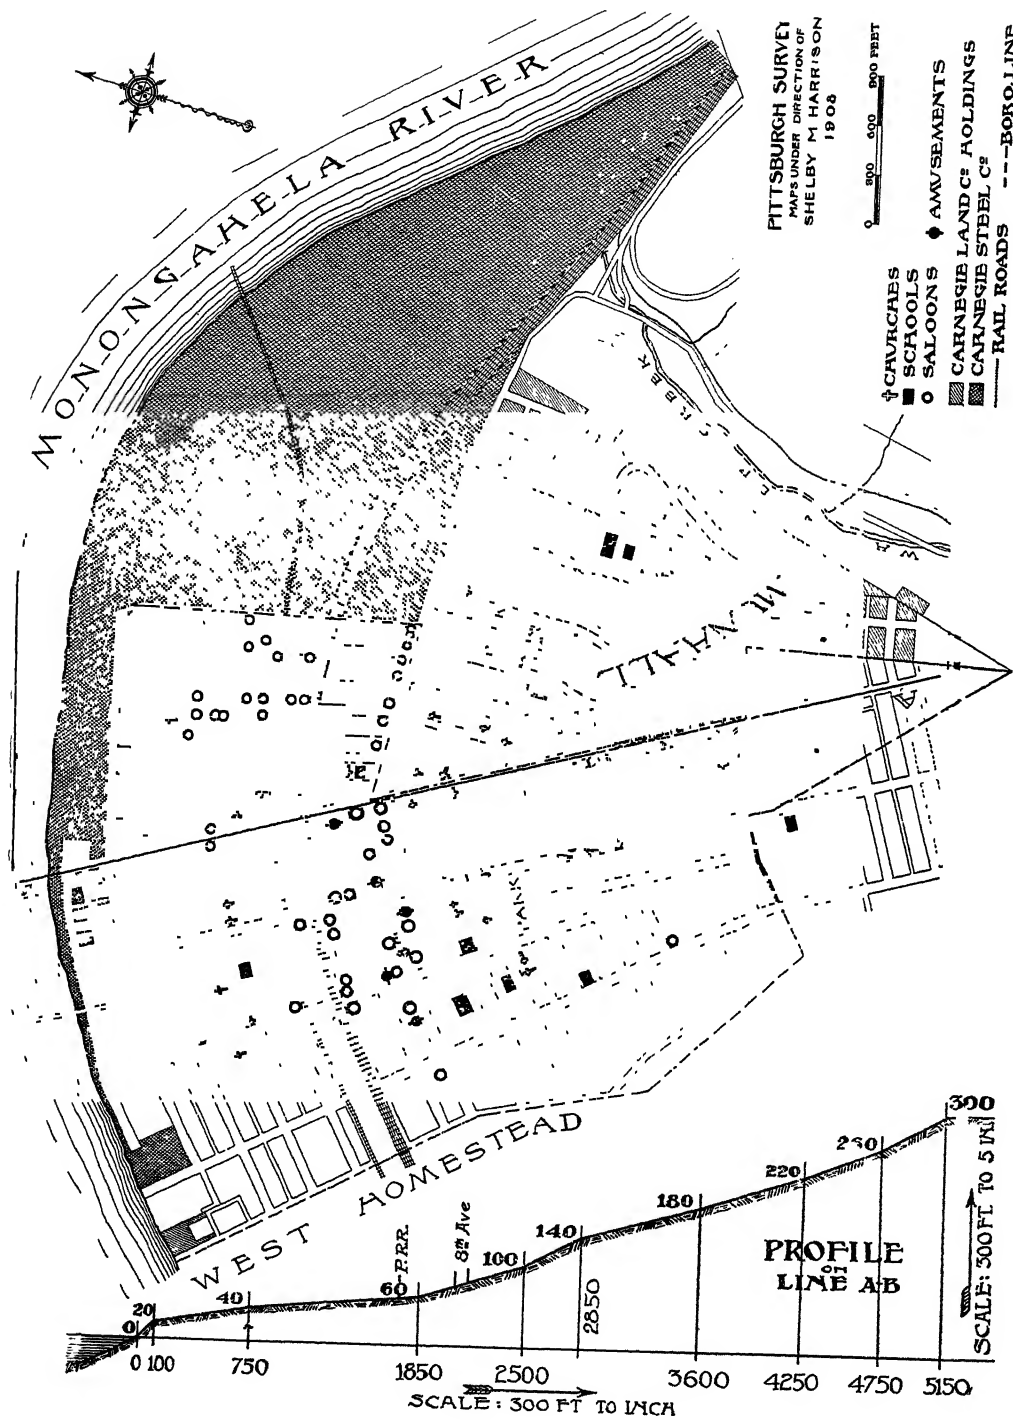 MONONGAHELA RIVER
PITTSBURGH SURVEY
MAPS UNDER DIRECTION OF
SHELBY M HARRISON
1908
0 300 600 900 FEET
CHURCHES
SCHOOLS
SALOONS
AMUSEMENTS
CARNEGIE LAND Cº HOLDINGS
CARNEGIE STEEL Cº
RAIL ROADS
BORO. LINE
MUNHALL
PARK
WEST HOMESTEAD
0 20 40 60 100 140 180 220 260 300
P.RR.
8th Ave
PROFILE
OF
LINE A-B
SCALE: 300 FT. TO 5 IN.
0 100 750 1850 2500 2850 3600 4250 4750 5150
SCALE: 300 FT TO INCH